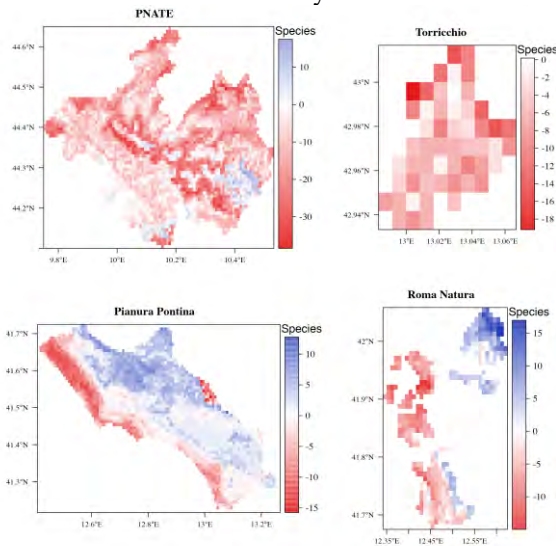 y
PNATE
Species
44.6°N
44.5°N
44.4°N
44.3°N
44.2°N
9.8°E 10°E 10.2°E 10.4°E
10
0
-10
-20
-30
Torricchio
Species
43°N
42.98°N
42.96°N
42.94°N
13°E 13.02°E 13.04°E 13.06°E
0
-2
-4
-6
-8
-10
-12
-14
-16
-18
Pianura Pontina
Species
41.7°N
41.6°N
41.5°N
41.4°N
41.3°N
12.6°E 12.8°E 13°E 13.2°E
10
5
0
-5
-10
-15
Roma Natura
Species
42°N
41.9°N
41.8°N
41.7°N
12.35°E 12.45°E 12.55°E
15
10
5
0
-5
-10